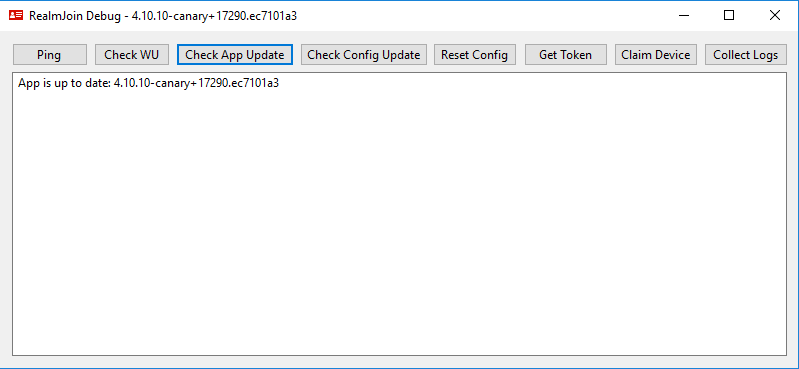 RealmJoin Debug - 4.10.10-canary+17290.ec7101a3
Ping Check WU Check App Update Check Config Update Reset Config Get Token Claim Device Collect Logs
App is up to date: 4.10.10-canary+17290.ec7101a3